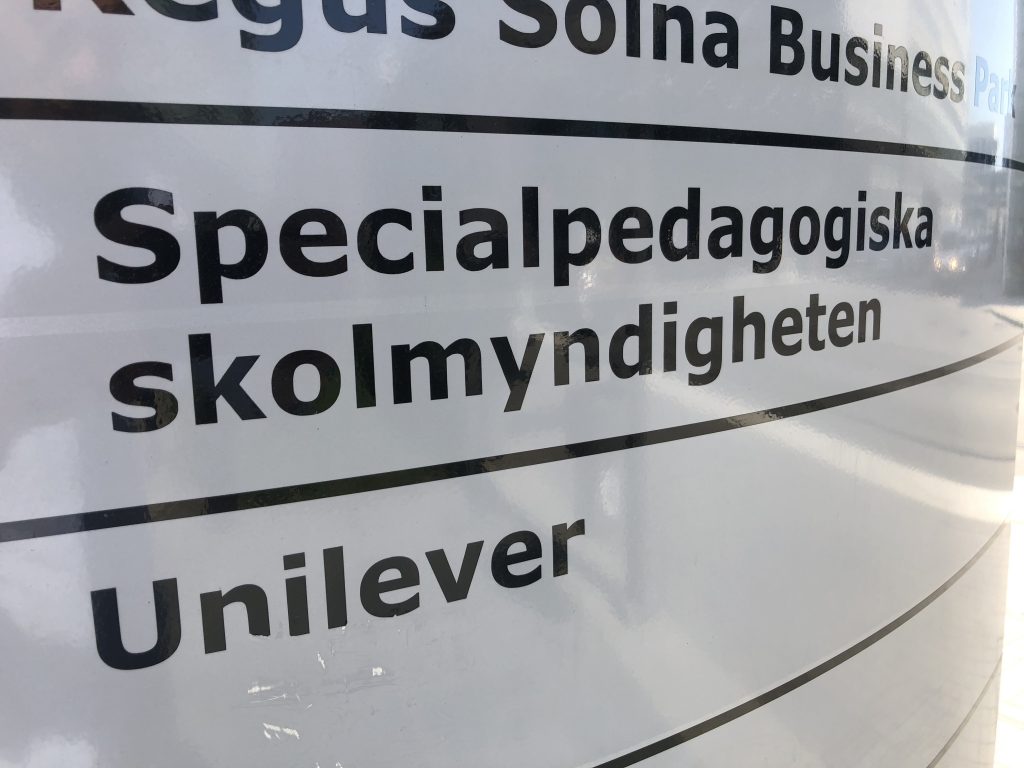 Regus Solna Business Park
Specialpedagogiska
skolmyndigheten
Unilever